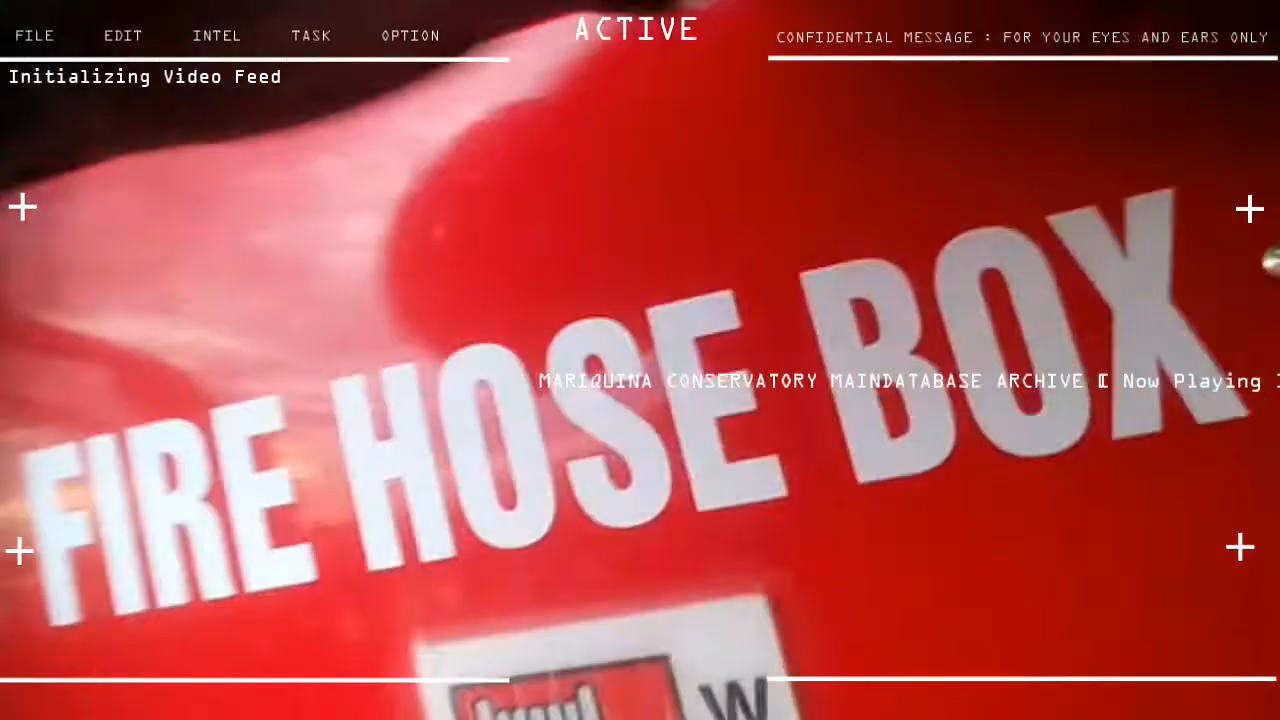 FILE EDIT INTEL TASK OPTION
ACTIVE
CONFIDENTIAL MESSAGE : FOR YOUR EYES AND EARS ONLY
Initializing Video Feed
FIRE HOSE BOX
MARIQUINA CONSERVATORY MAINDATABASE ARCHIVE Now Playing
W